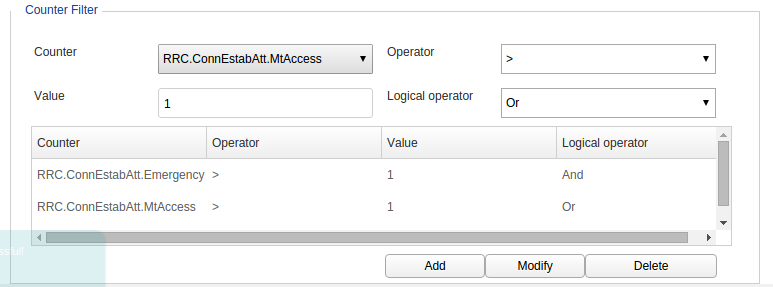 Counter Filter
Counter RRC.ConnEstabAtt.MtAccess Operator >
Value 1 Logical operator Or
Counter Operator Value Logical operator
RRC.ConnEstabAtt.Emergency > 1 And
RRC.ConnEstabAtt.MtAccess > 1 Or
Add Modify Delete